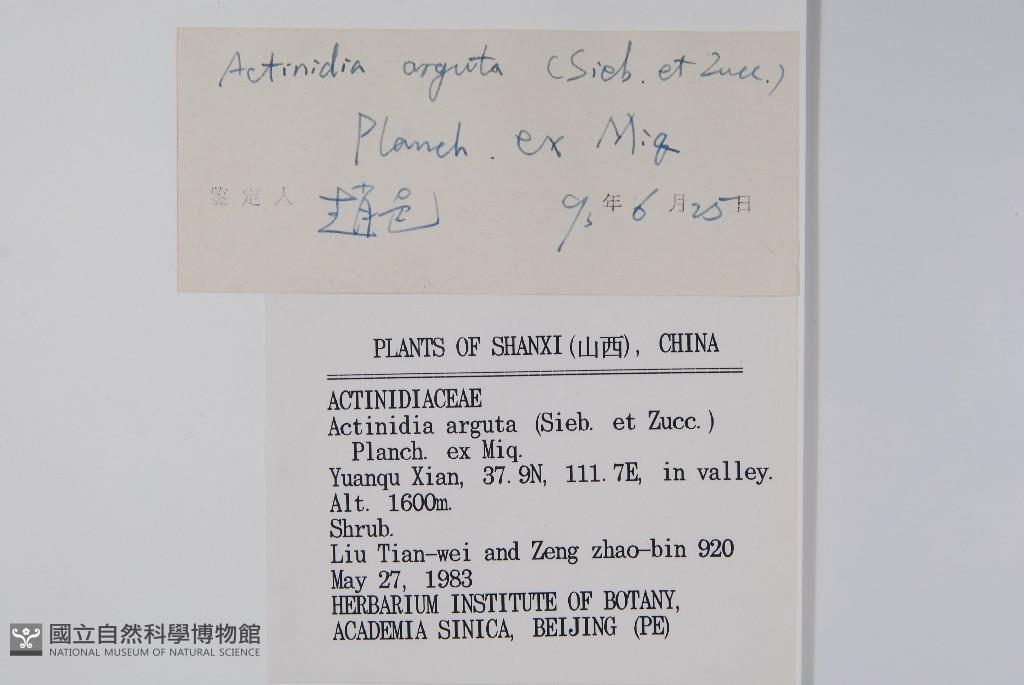 Actinidia arguta (Sieb. et Zucc.)
Planch. ex Miq
鉴定人 趙邑 93年6月25日
PLANTS OF SHANXI(山西), CHINA
ACTINIDIACEAE
Actinidia arguta (Sieb. et Zucc.)
Planch. ex Miq.
Yuanqu Xian, 37.9N, 111.7E, in valley.
Alt. 1600m.
Shrub.
Liu Tian-wei and Zeng zhao-bin 920
May 27, 1983
HERBARIUM INSTITUTE OF BOTANY,
ACADEMIA SINICA, BEIJING (PE)
國立自然科學博物館
NATIONAL MUSEUM OF NATURAL SCIENCE